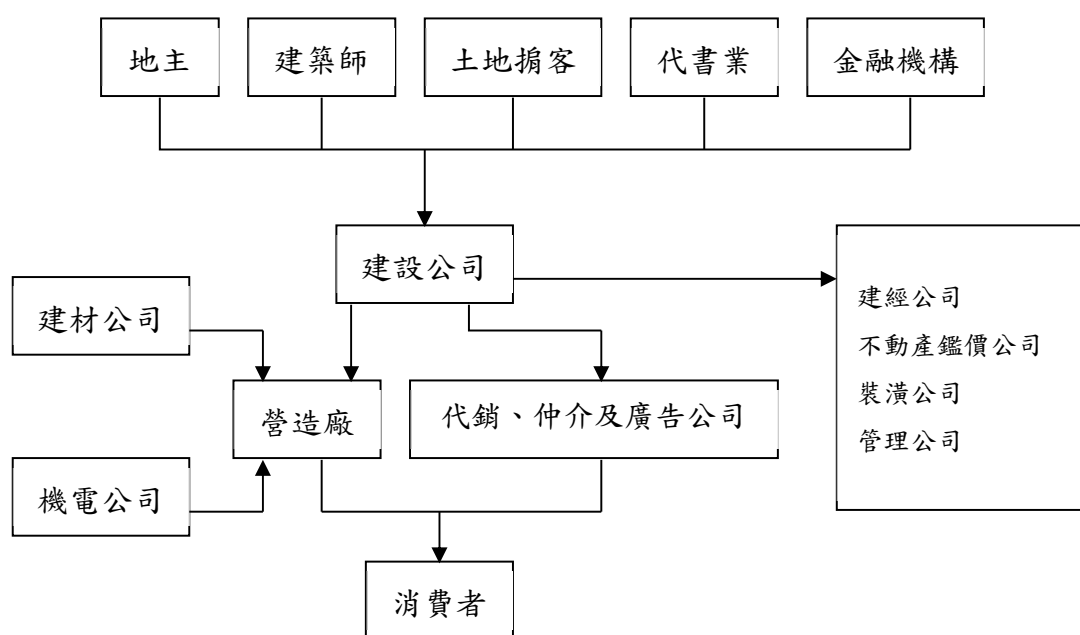 地主
建築師
土地掮客
代書業
金融機構
建設公司
建材公司
建經公司
不動產鑑價公司
裝潢公司
管理公司
營造廠
代銷、仲介及廣告公司
機電公司
消費者